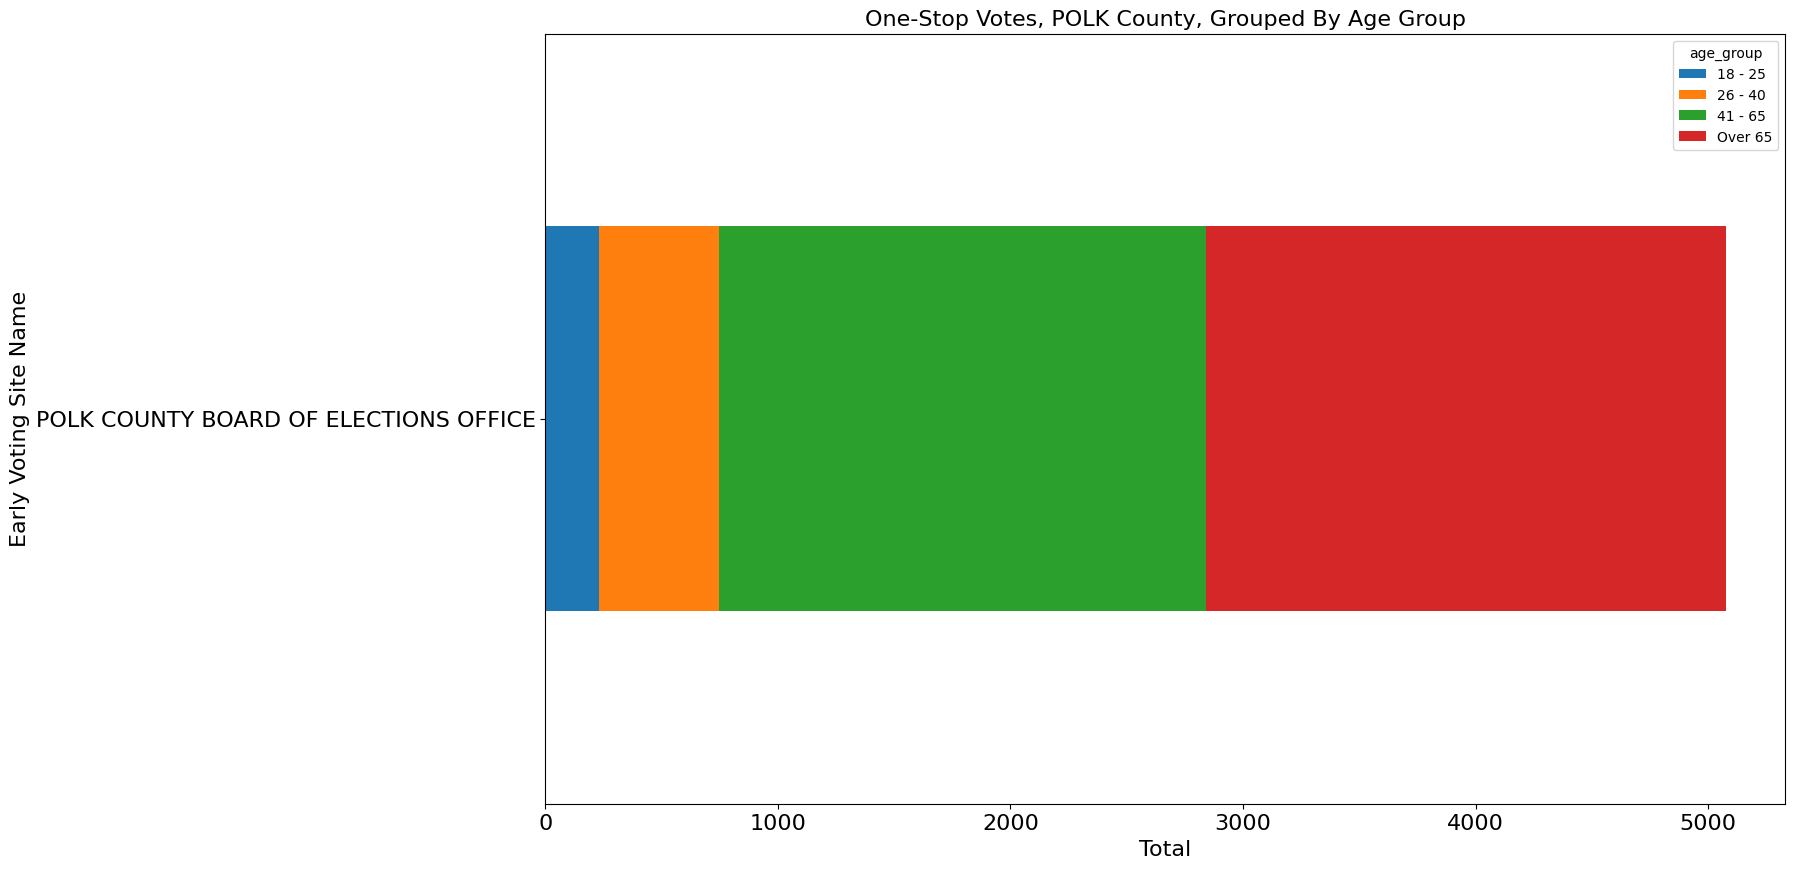 One-Stop Votes, POLK County, Grouped By Age Group
age_group
18 - 25
26 - 40
41 - 65
Over 65
Early Voting Site Name
POLK COUNTY BOARD OF ELECTIONS OFFICE
0 1000 2000 3000 4000 5000
Total